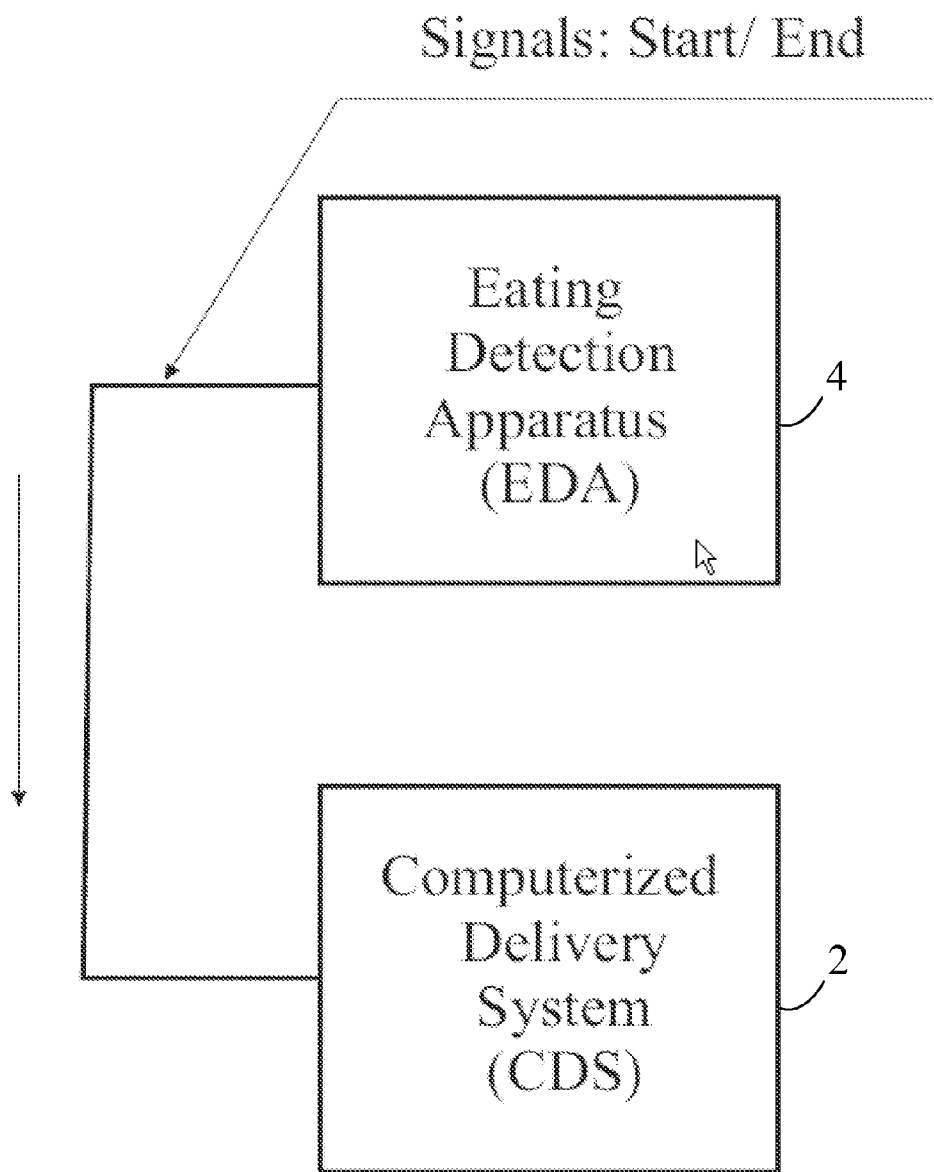 Signals: Start/ End
Eating
Detection
Apparatus
(EDA)
4
Computerized
Delivery
System
(CDS)
2